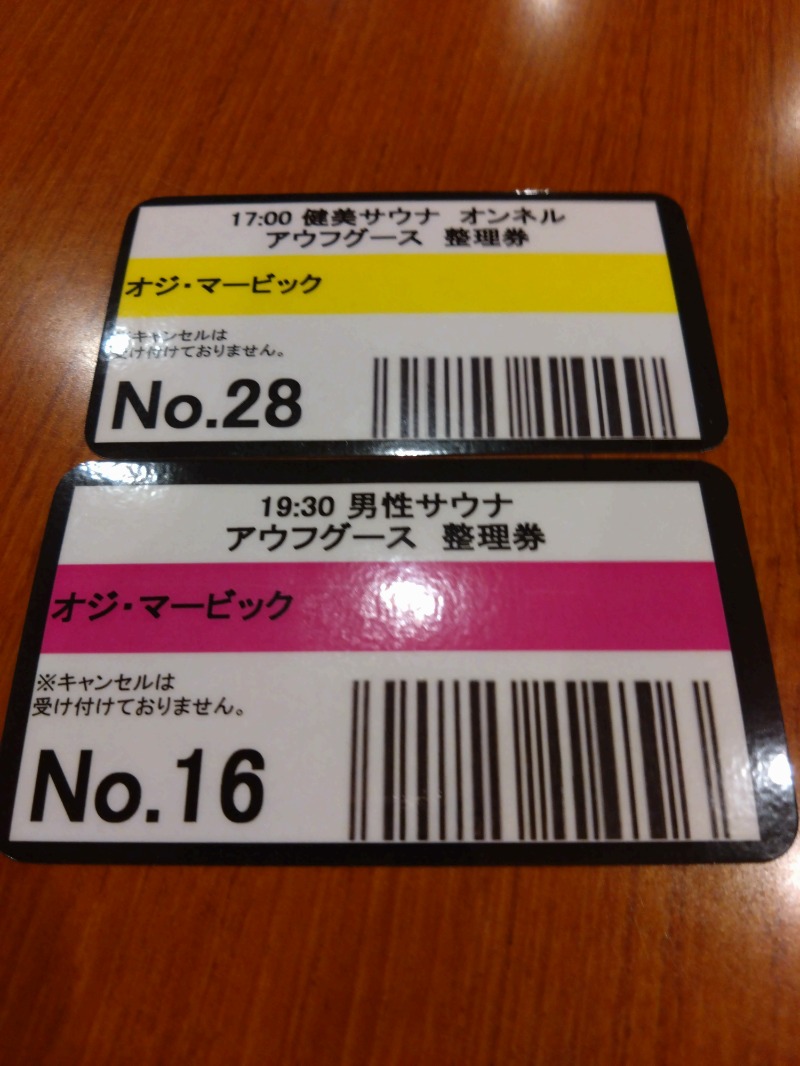 17:00 健美サウナ オンネル
アウフグース 整理券
オジ・マービック
※キャンセルは
受け付けておりません。
No.28
19:30 男性サウナ
アウフグース 整理券
オジ・マービック
※キャンセルは
受け付けておりません。
No.16